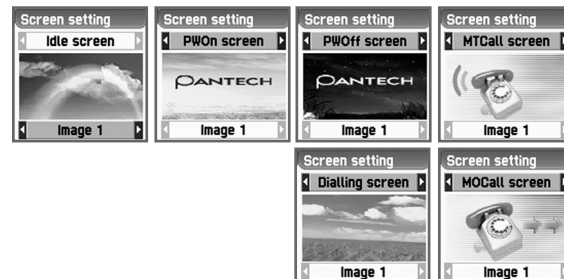 Screen setting
Idle screen
Image 1
Screen setting
PWOn screen
PANTECH
Image 1
Screen setting
PWOff screen
PANTECH
Image 1
Screen setting
MTCall screen
Image 1
Screen setting
Dialling screen
Image 1
Screen setting
MOCall screen
Image 1